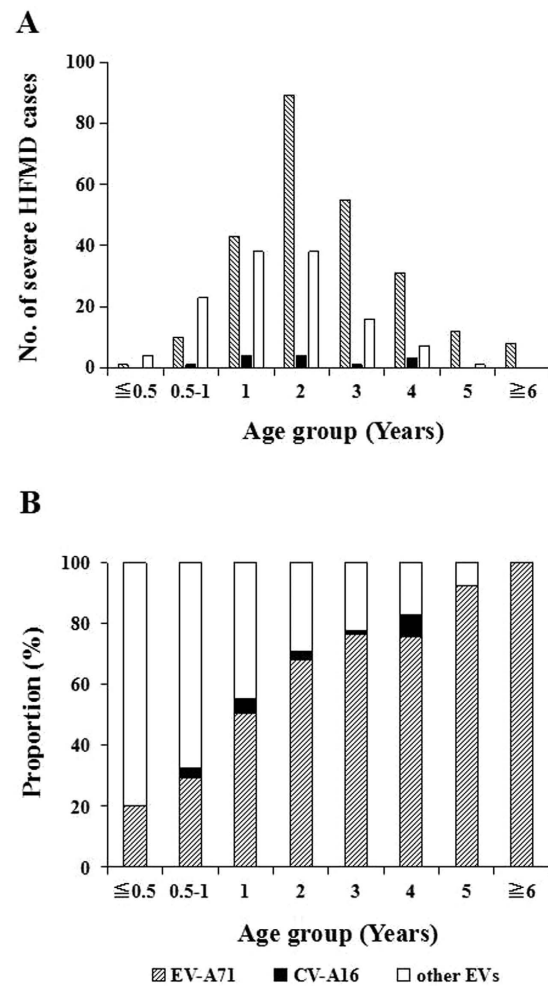 A
No. of severe HFMD cases
100
80
60
40
20
0
≦0.5 0.5-1 1 2 3 4 5 ≧6
Age group (Years)
B
Proportion (%)
100
80
60
40
20
0
≦0.5 0.5-1 1 2 3 4 5 ≧6
Age group (Years)
EV-A71 CV-A16 other EVs